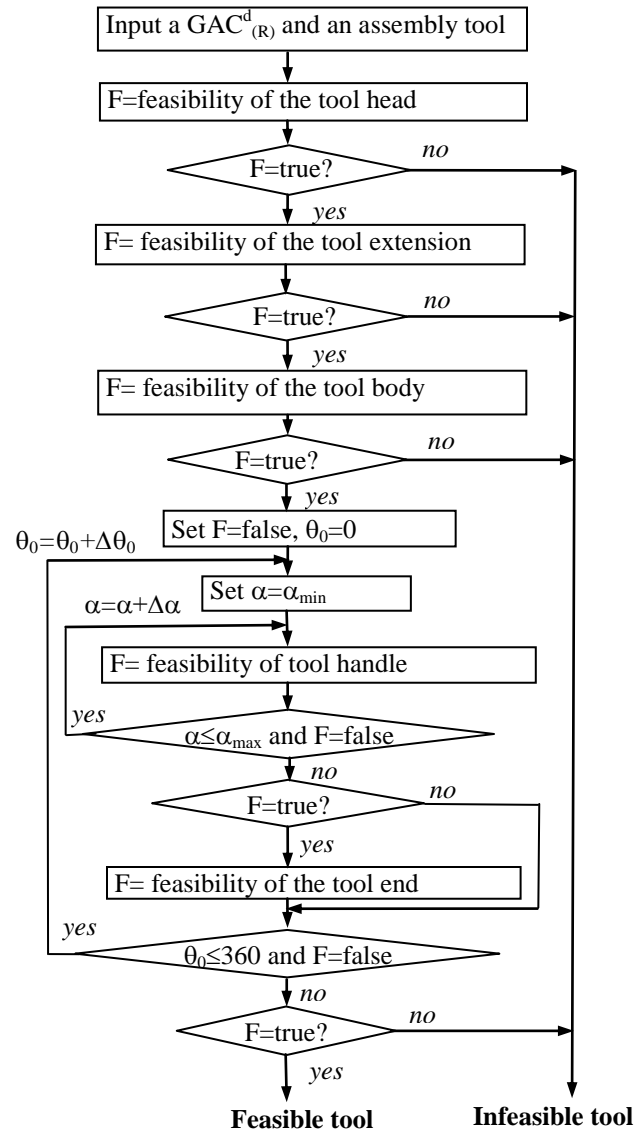 Input a GACᵈ₍R₎ and an assembly tool
F=feasibility of the tool head
no
F=true?
yes
F= feasibility of the tool extension
no
F=true?
yes
F= feasibility of the tool body
no
F=true?
yes
Set F=false, θ₀=0
θ₀=θ₀+Δθ₀
Set α=αmin
α=α+Δα
F= feasibility of tool handle
yes
α≤αmax and F=false
no
F=true?
no
yes
F= feasibility of the tool end
yes
θ₀≤360 and F=false
no
F=true?
no
yes
Feasible tool
Infeasible tool